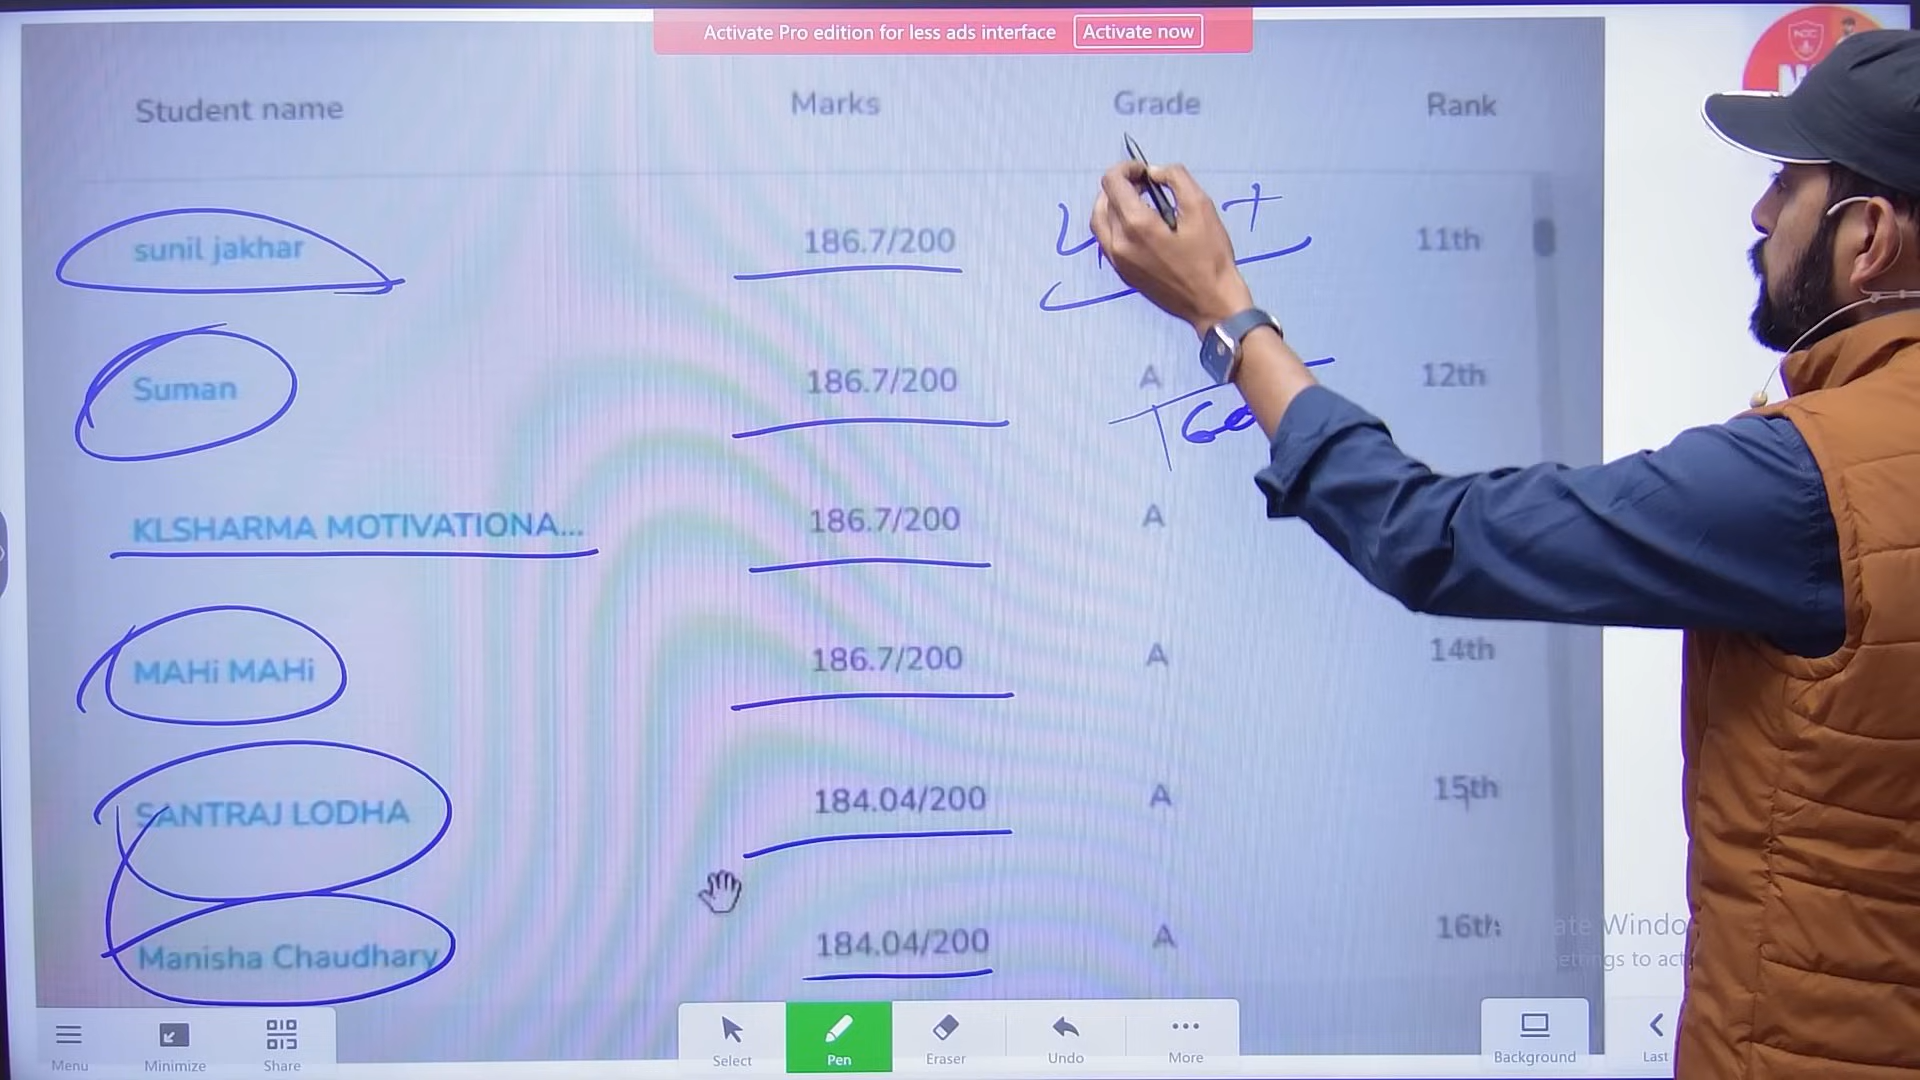 Activate Pro edition for less ads interface Activate now
Student name Marks Grade Rank
sunil jakhar 186.7/200 11th
Suman 186.7/200 A 12th
KLSHARMA MOTIVATIONA... 186.7/200 A
MAHi MAHi 186.7/200 A 14th
SANTRAJ LODHA 184.04/200 A 15th
Manisha Chaudhary 184.04/200 A 16th
Menu Minimize Share Select Pen Eraser Undo More Background Last